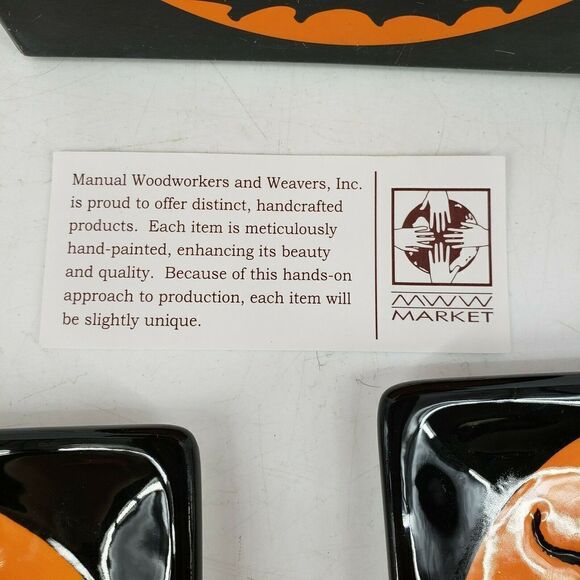 Manual Woodworkers and Weavers, Inc.
is proud to offer distinct, handcrafted
products. Each item is meticulously
hand-painted, enhancing its beauty
and quality. Because of this hands-on
approach to production, each item will
be slightly unique.
MWW
MARKET